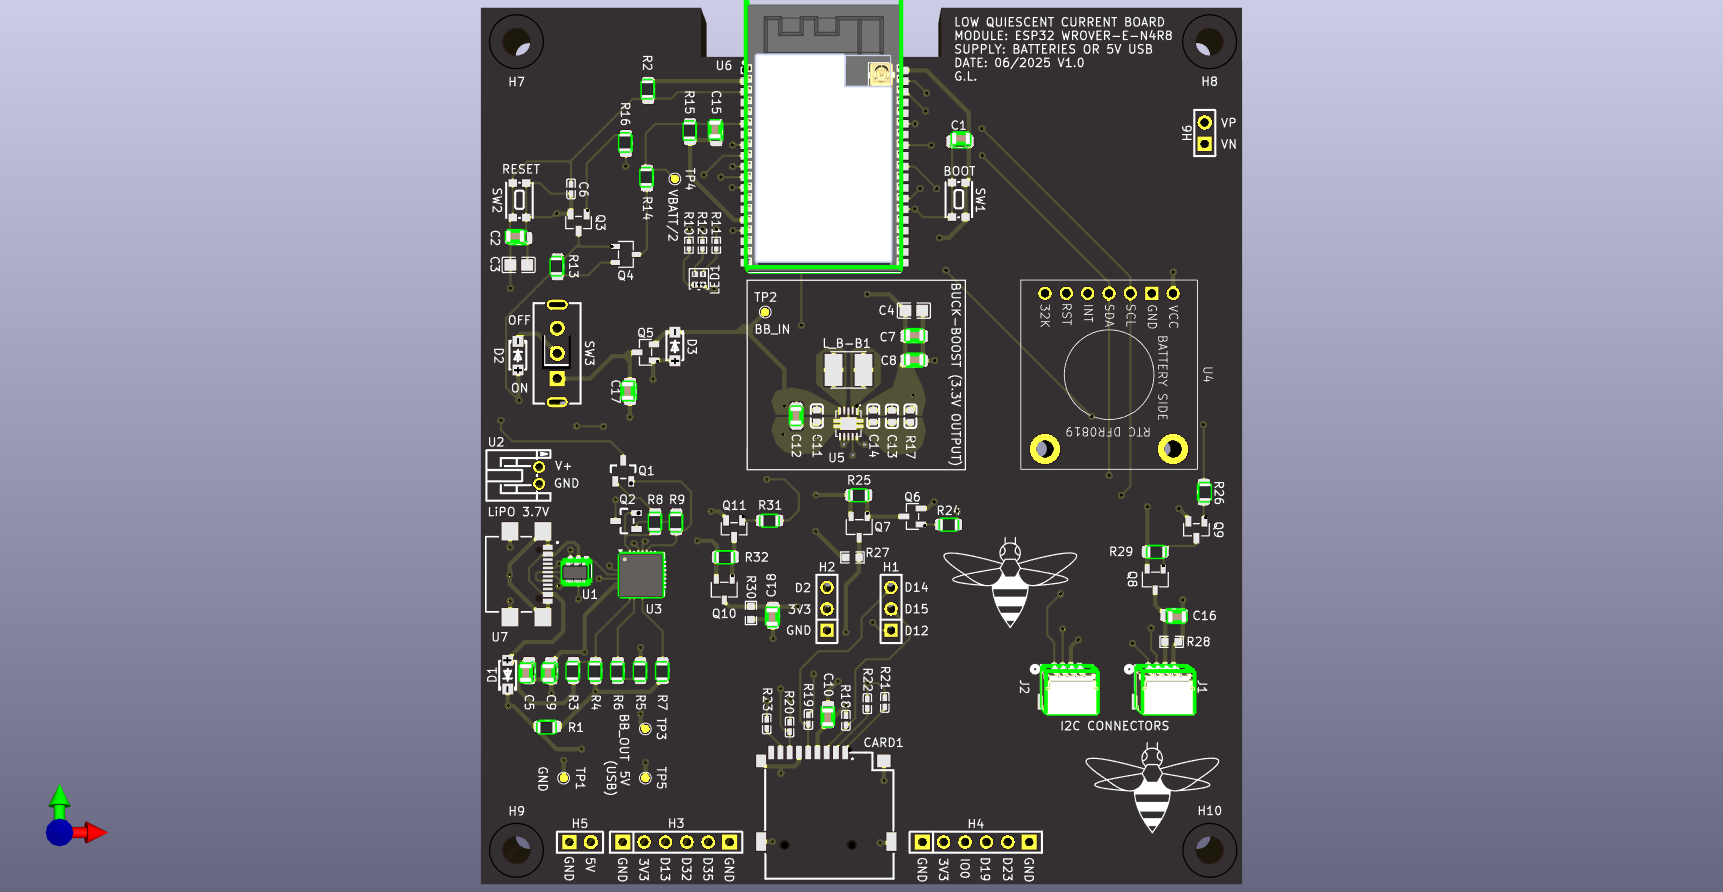 LOW QUIESCENT CURRENT BOARD
MODULE: ESP32 WROVER-E-N4R8
SUPPLY: BATTERIES OR 5V USB
DATE: 06/2025 V1.0
G.L.
H7
R2
U6
H8
R16
R15
C15
C1
H6
VP
VN
RESET
SW2
C6
Q3
R14
TP4
VBATT/2
BOOT
SW1
C2
C3
R13
Q4
R10
R12
R11
LED1
OFF
ON
D2
SW3
Q5
D3
C17
TP2
BB_IN
C4
C7
C8
L_B-B1
BUCK-BOOST (3.3V OUTPUT)
C12
C11
U5
C14
C13
R17
32K
RST
INT
SDA
SCL
GND
VCC
BATTERY SIDE
RTC DFR0819
U4
U2
V+
GND
LiPO 3.7V
Q1
Q2
R8
R9
Q11
R31
R25
Q6
Q7
R24
R26
Q9
R32
R27
R29
Q8
U1
U3
U7
Q10
R30
C18
H2
D2
3V3
GND
H1
D14
D15
D12
C16
R28
D1
C5
C9
R3
R4
R6
R5
R7
R1
BB_OUT
TP3
5V
(USB)
TP5
GND
TP1
R23
R20
R19
C10
R18
R22
R21
CARD1
J2
J1
I2C CONNECTORS
H9
H10
H5
GND
5V
H3
GND
3V3
D13
D32
D35
GND
H4
GND
3V3
IO0
D19
D23
GND